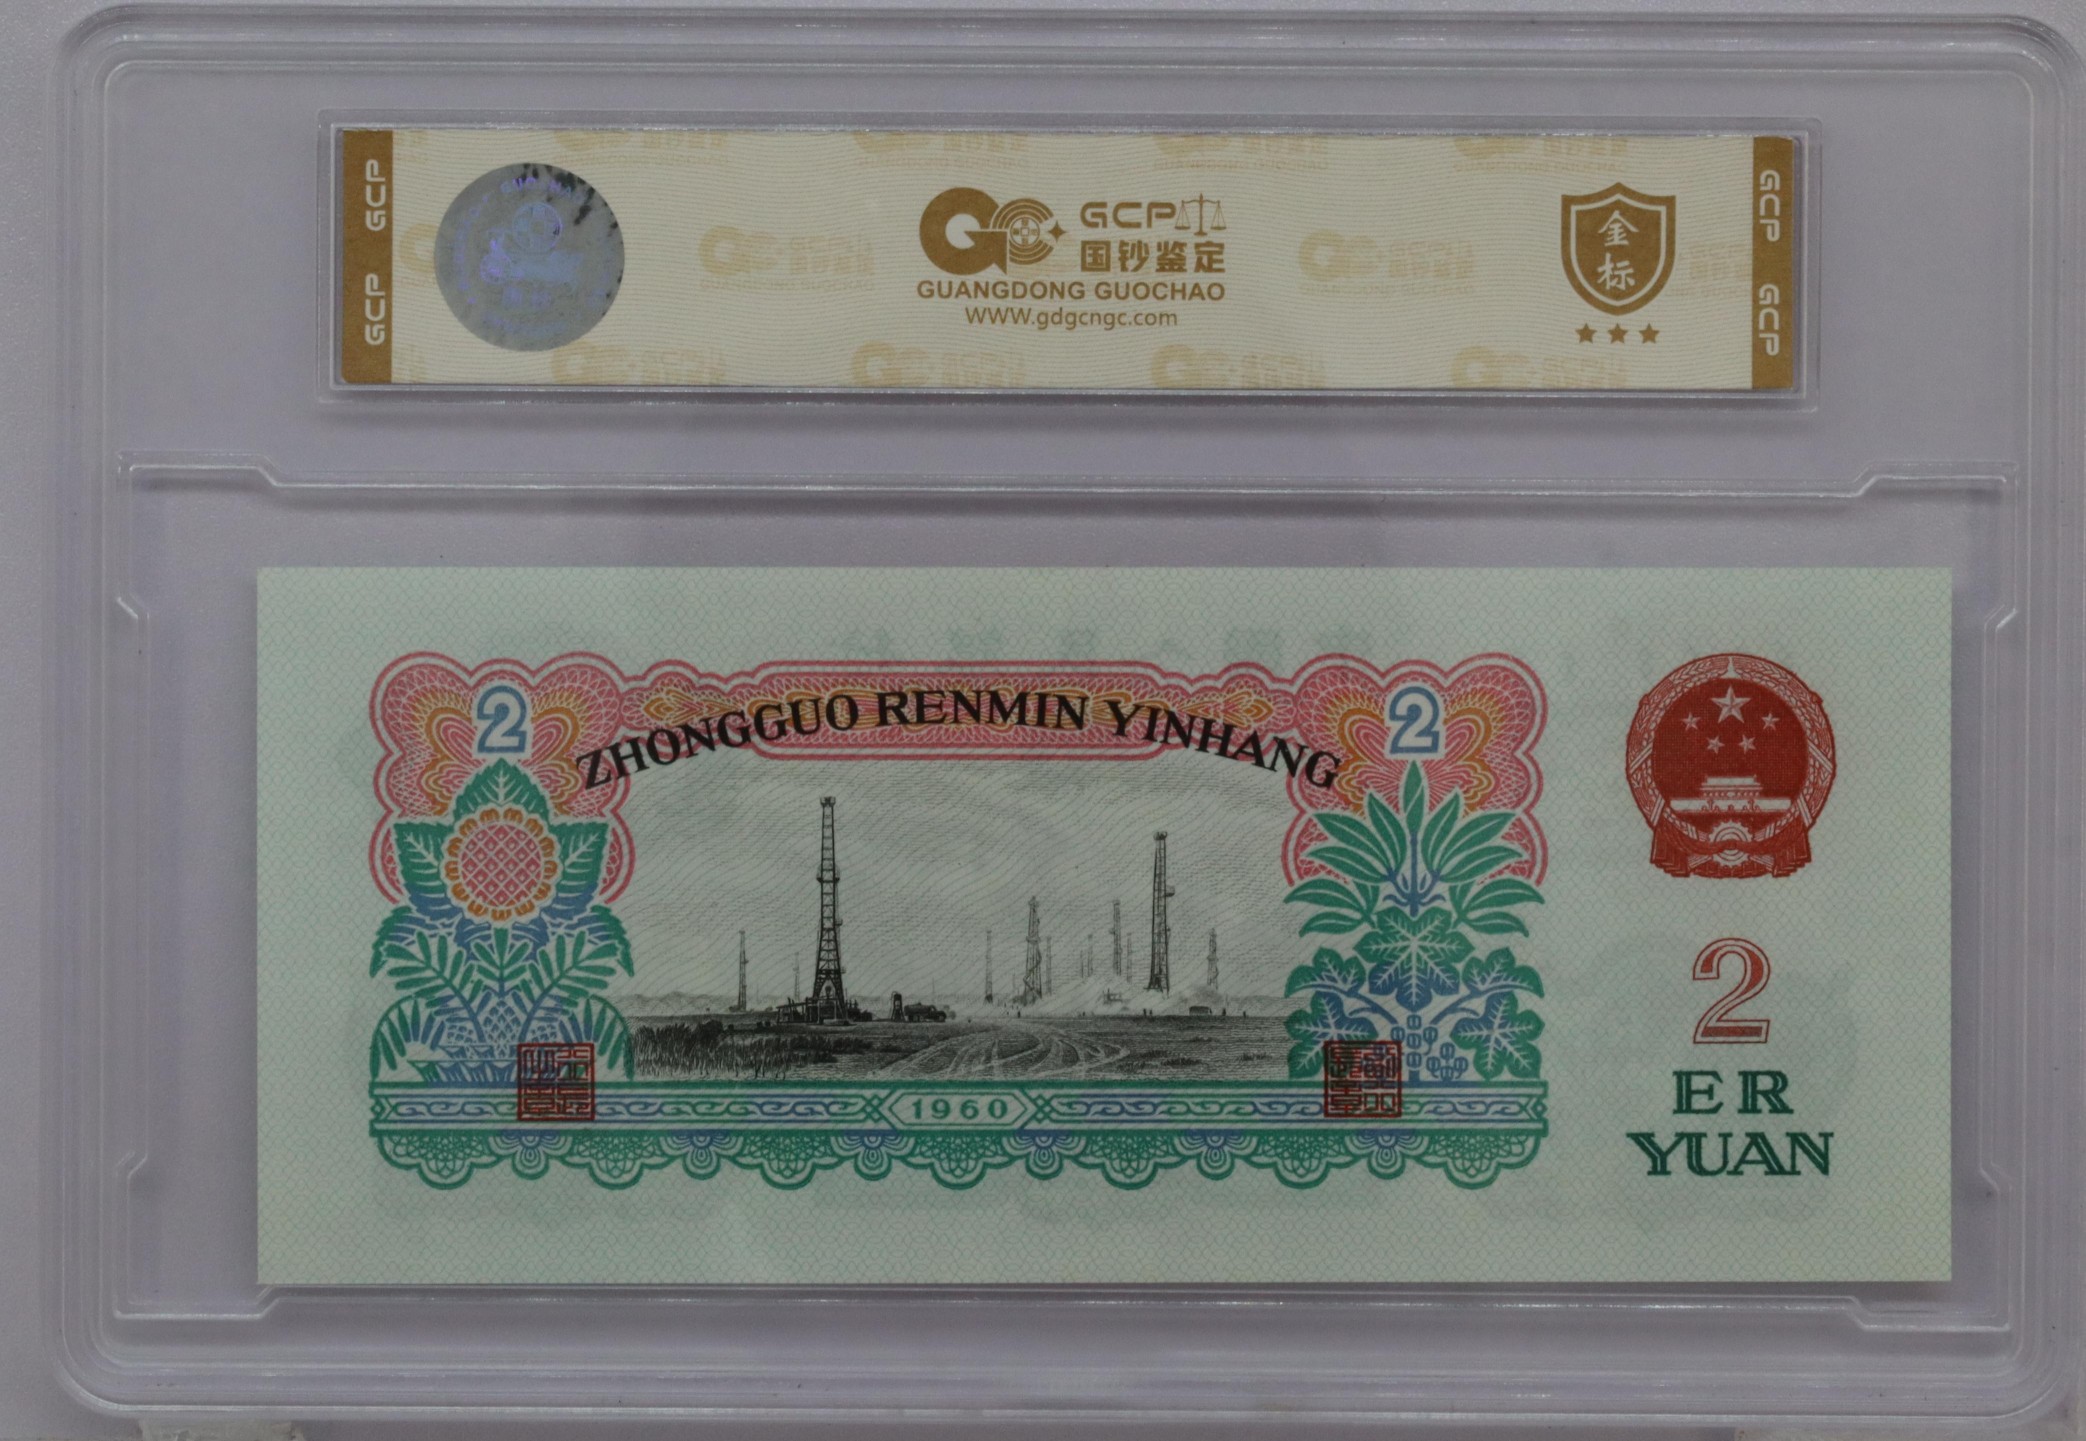 GCP
GCP
GCP
国钞鉴定
GUANGDONG GUOCHAO
WWW.gdgcngc.com
金
标
GCP
GCP
2
ZHONGGUO RENMIN YINHANG
2
1960
2
ER
YUAN